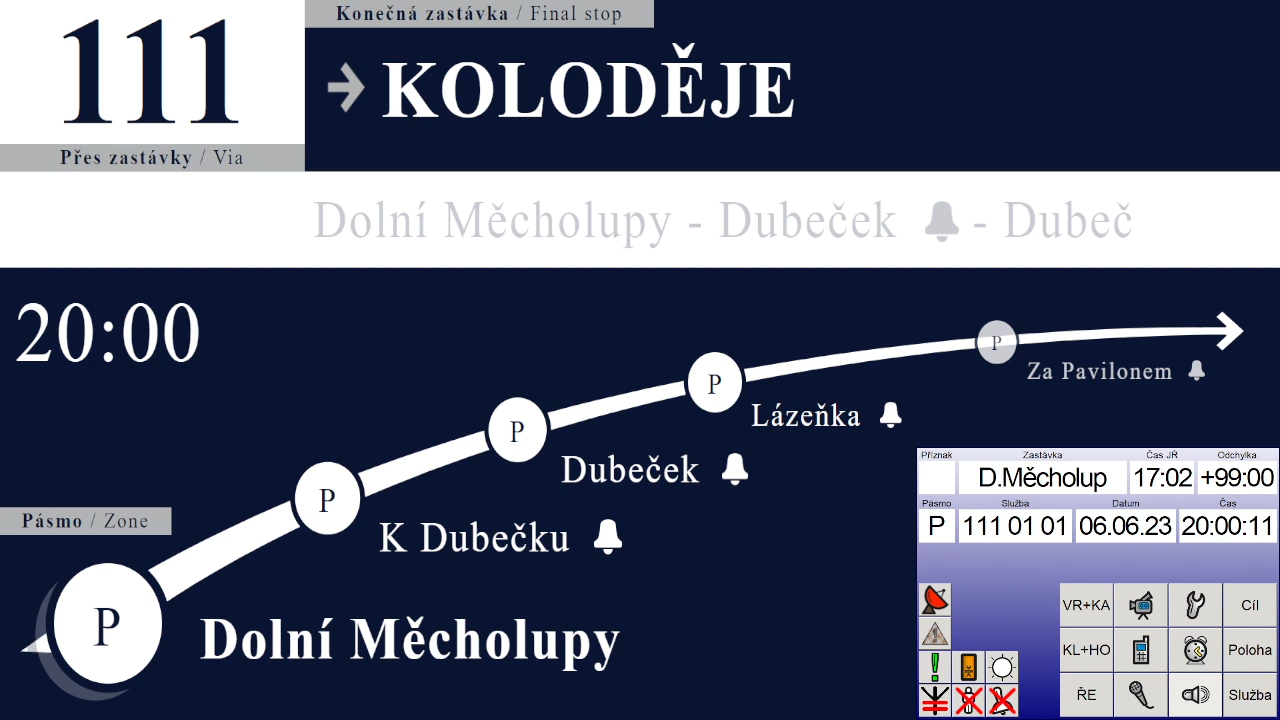 111
Konečná zastávka / Final stop
KOLODĚJE
Přes zastávky / Via
Dolní Měcholupy - Dubeček - Dubeč
20:00
P
Za Pavilonem
P
Lázeňka
P
Dubeček
P
K Dubečku
Pásmo / Zone
P
Dolní Měcholupy
Příznak Zastávka Čas JŘ Odchylka
D.Měcholup 17:02 +99:00
Pásmo Služba Datum Čas
P 111 01 01 06.06.23 20:00:11
VR+KA Cíl
KL+HO Poloha
ŘE Služba